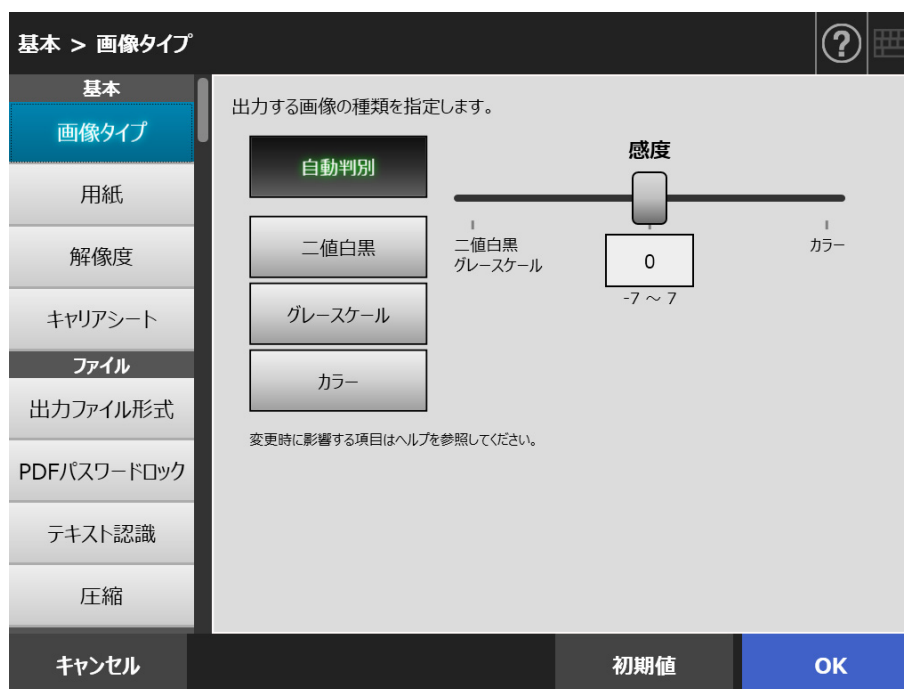 基本 > 画像タイプ
?
基本
画像タイプ
用紙
解像度
キャリアシート
ファイル
出力ファイル形式
PDFパスワードロック
テキスト認識
圧縮
出力する画像の種類を指定します。
自動判別
二値白黒
グレースケール
カラー
感度
二値白黒
グレースケール
0
-7 ～ 7
カラー
変更時に影響する項目はヘルプを参照してください。
キャンセル
初期値
OK